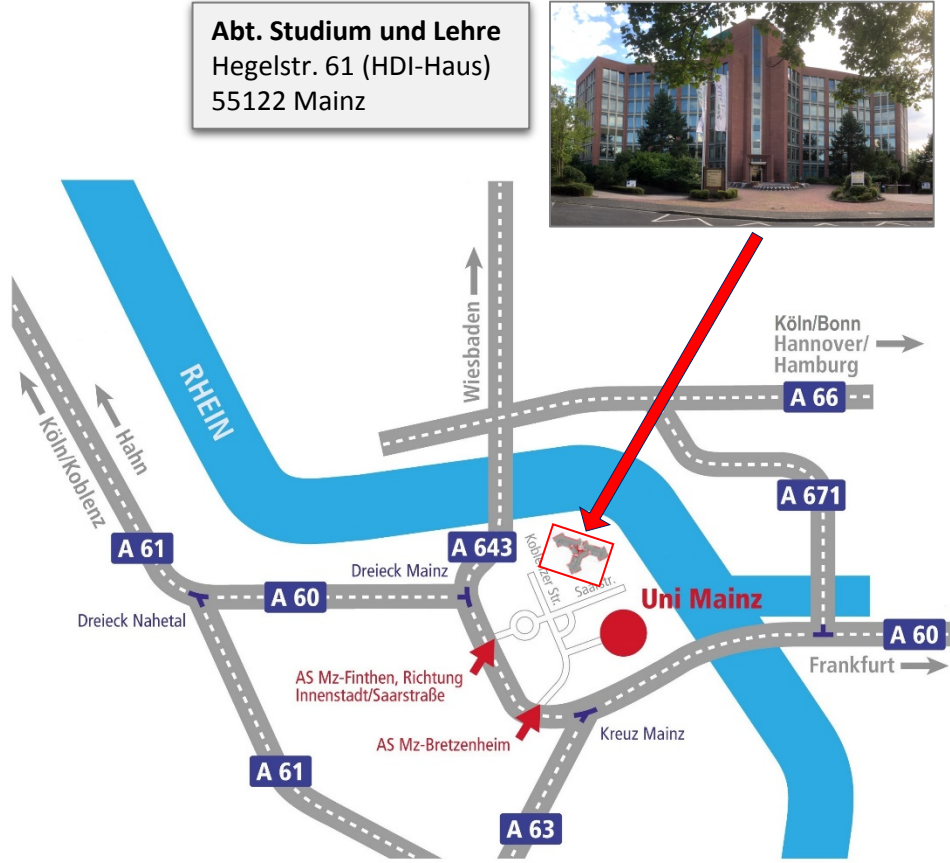 Abt. Studium und Lehre
Hegelstr. 61 (HDI-Haus)
55122 Mainz
Wiesbaden
Köln/Bonn
Hannover/
Hamburg
A 66
RHEIN
Hahn
Köln/Koblenz
A 671
A 61
A 643
Dreieck Mainz
Koblenzer Str.
Saarstr.
A 60
Uni Mainz
Dreieck Nahetal
A 60
Frankfurt
AS Mz-Finthen, Richtung
Innenstadt/Saarstraße
AS Mz-Bretzenheim
Kreuz Mainz
A 61
A 63